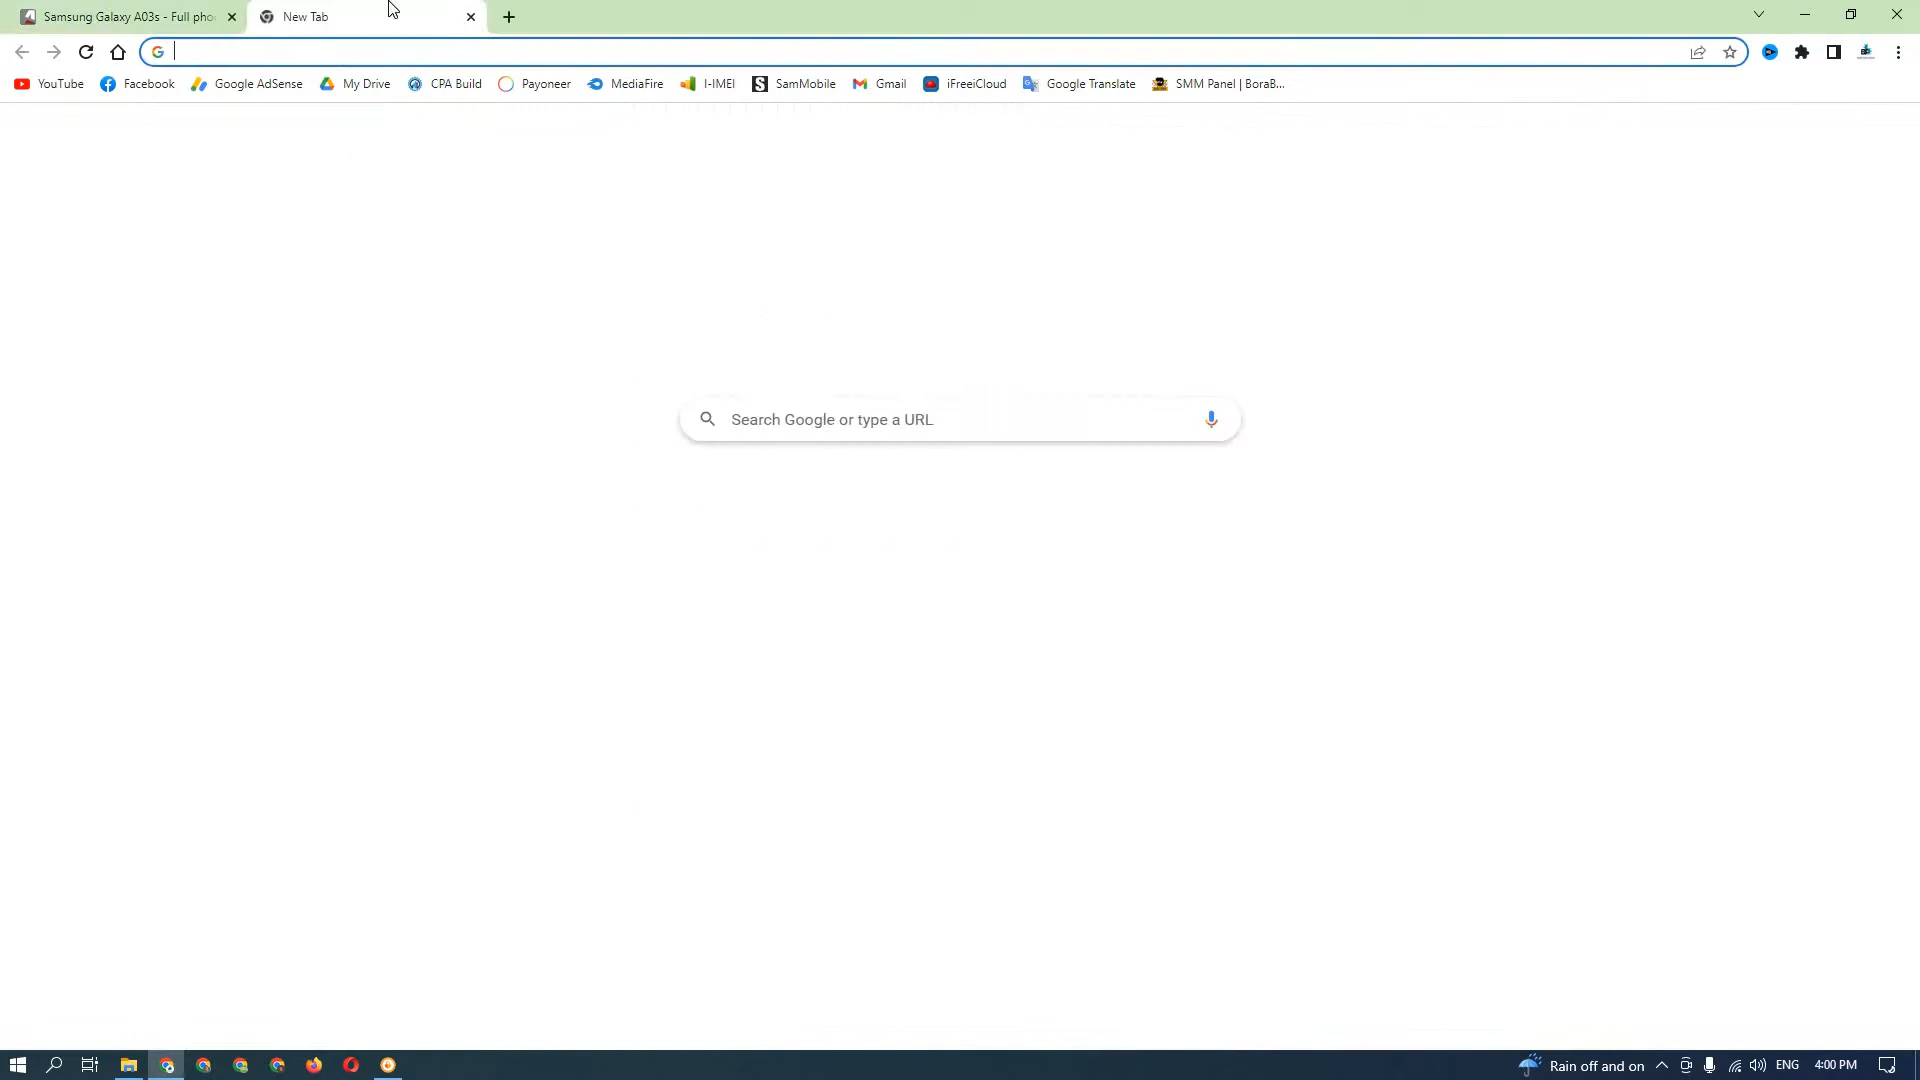 Samsung Galaxy A03s - Full pho
New Tab
YouTube
Facebook
Google AdSense
My Drive
CPA Build
Payoneer
MediaFire
I-IMEI
SamMobile
Gmail
iFreeiCloud
Google Translate
SMM Panel | BoraB...
Search Google or type a URL
Rain off and on
ENG
4:00 PM